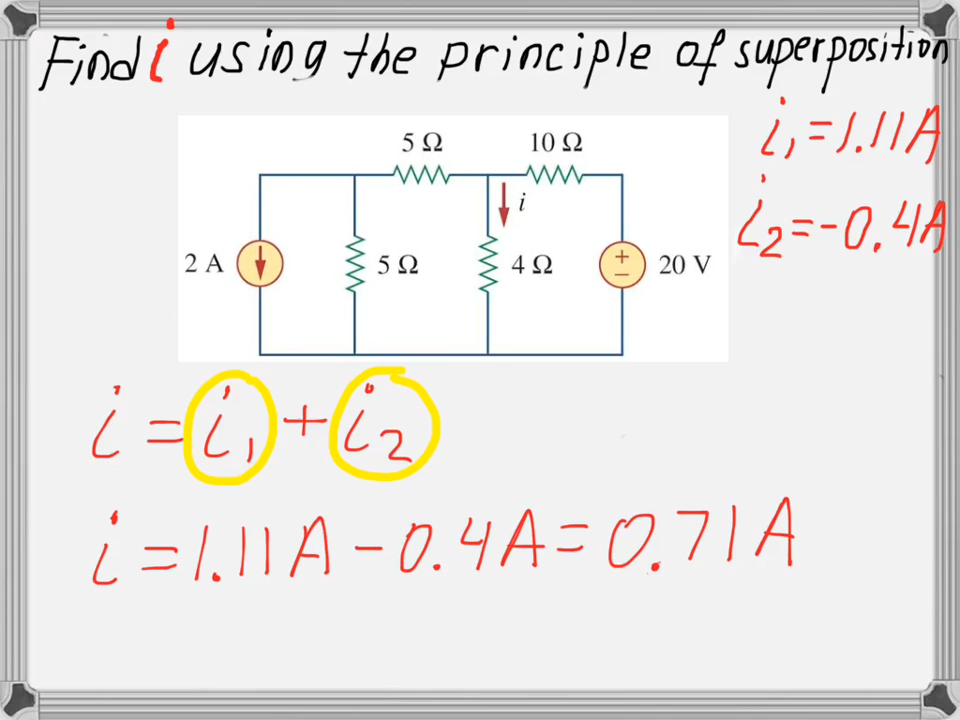 Find i using the principle of superposition
i₁ = 1.11A
i₂ = -0.4A
5 Ω 10 Ω
i
2 A 5 Ω 4 Ω + − 20 V
i = i₁ + i₂
i = 1.11A - 0.4A = 0.71A